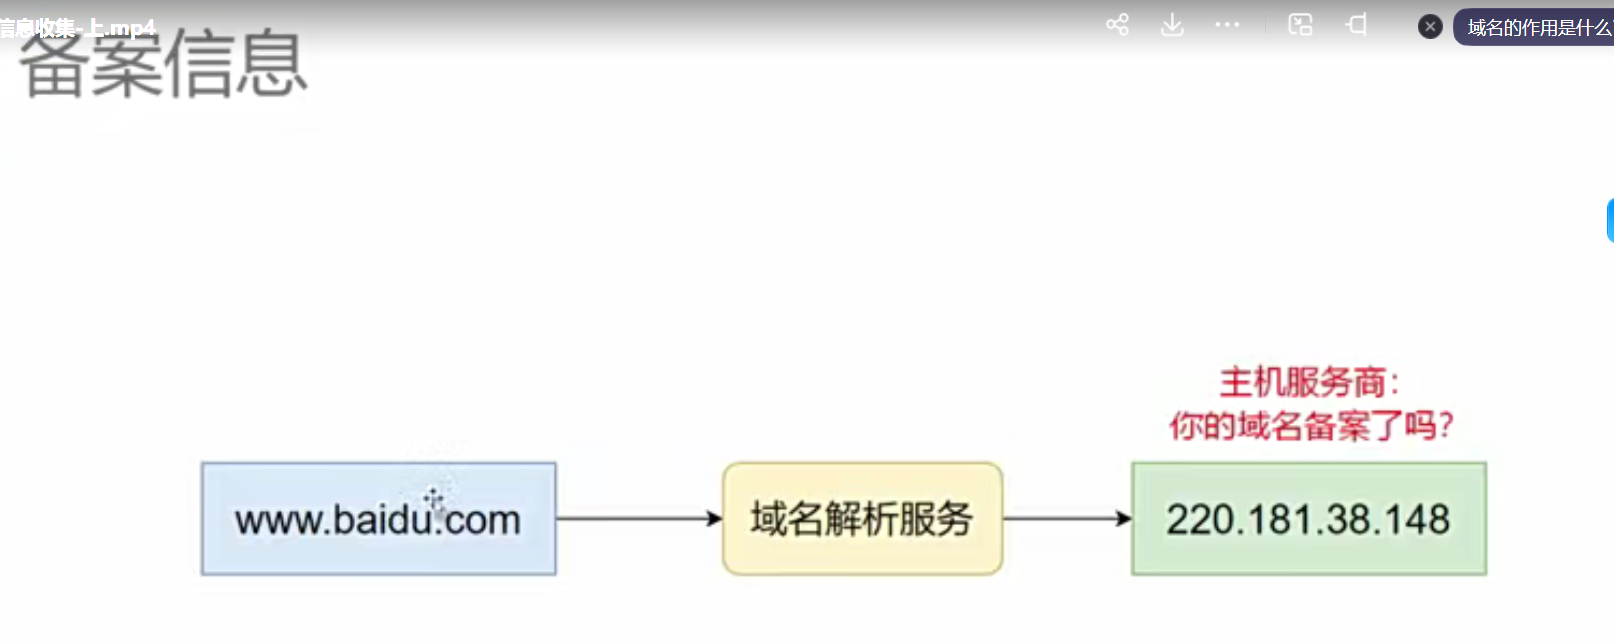 信息收集-上.mp4
域名的作用是什么
备案信息
主机服务商：
你的域名备案了吗？
www.baidu.com
域名解析服务
220.181.38.148